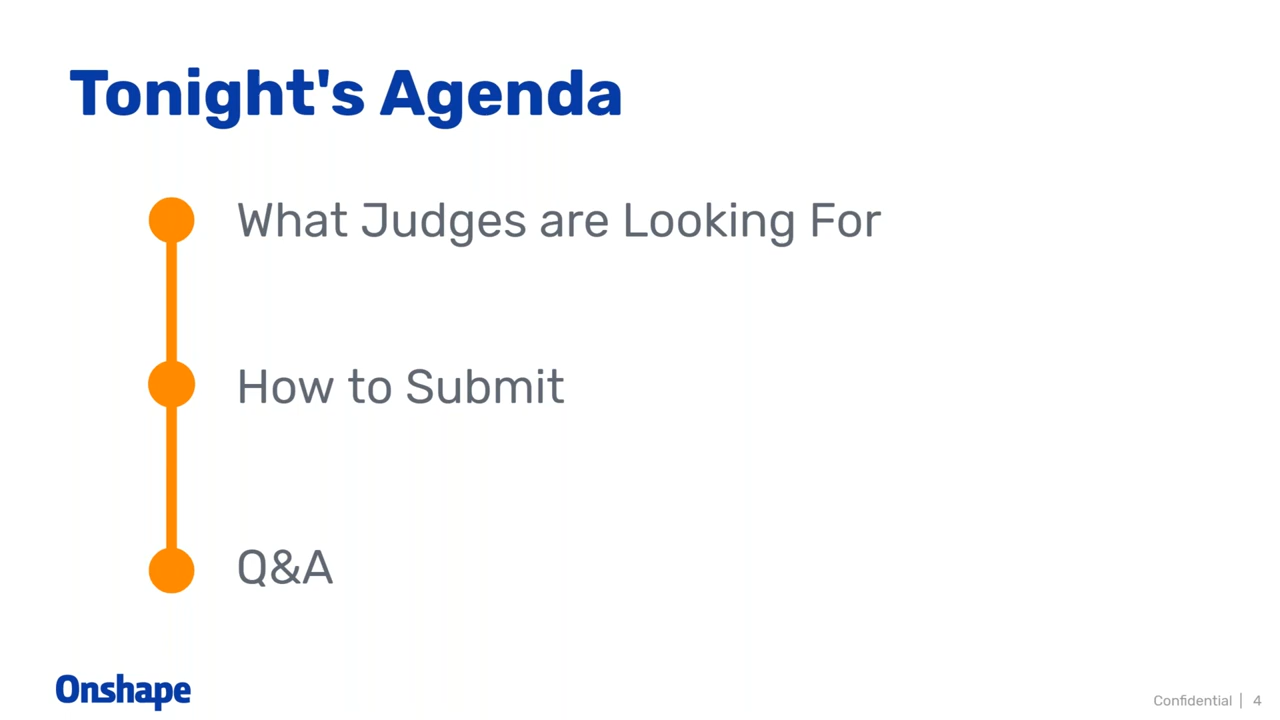 Tonight's Agenda
What Judges are Looking For
How to Submit
Q&A
Onshape
Confidential | 4